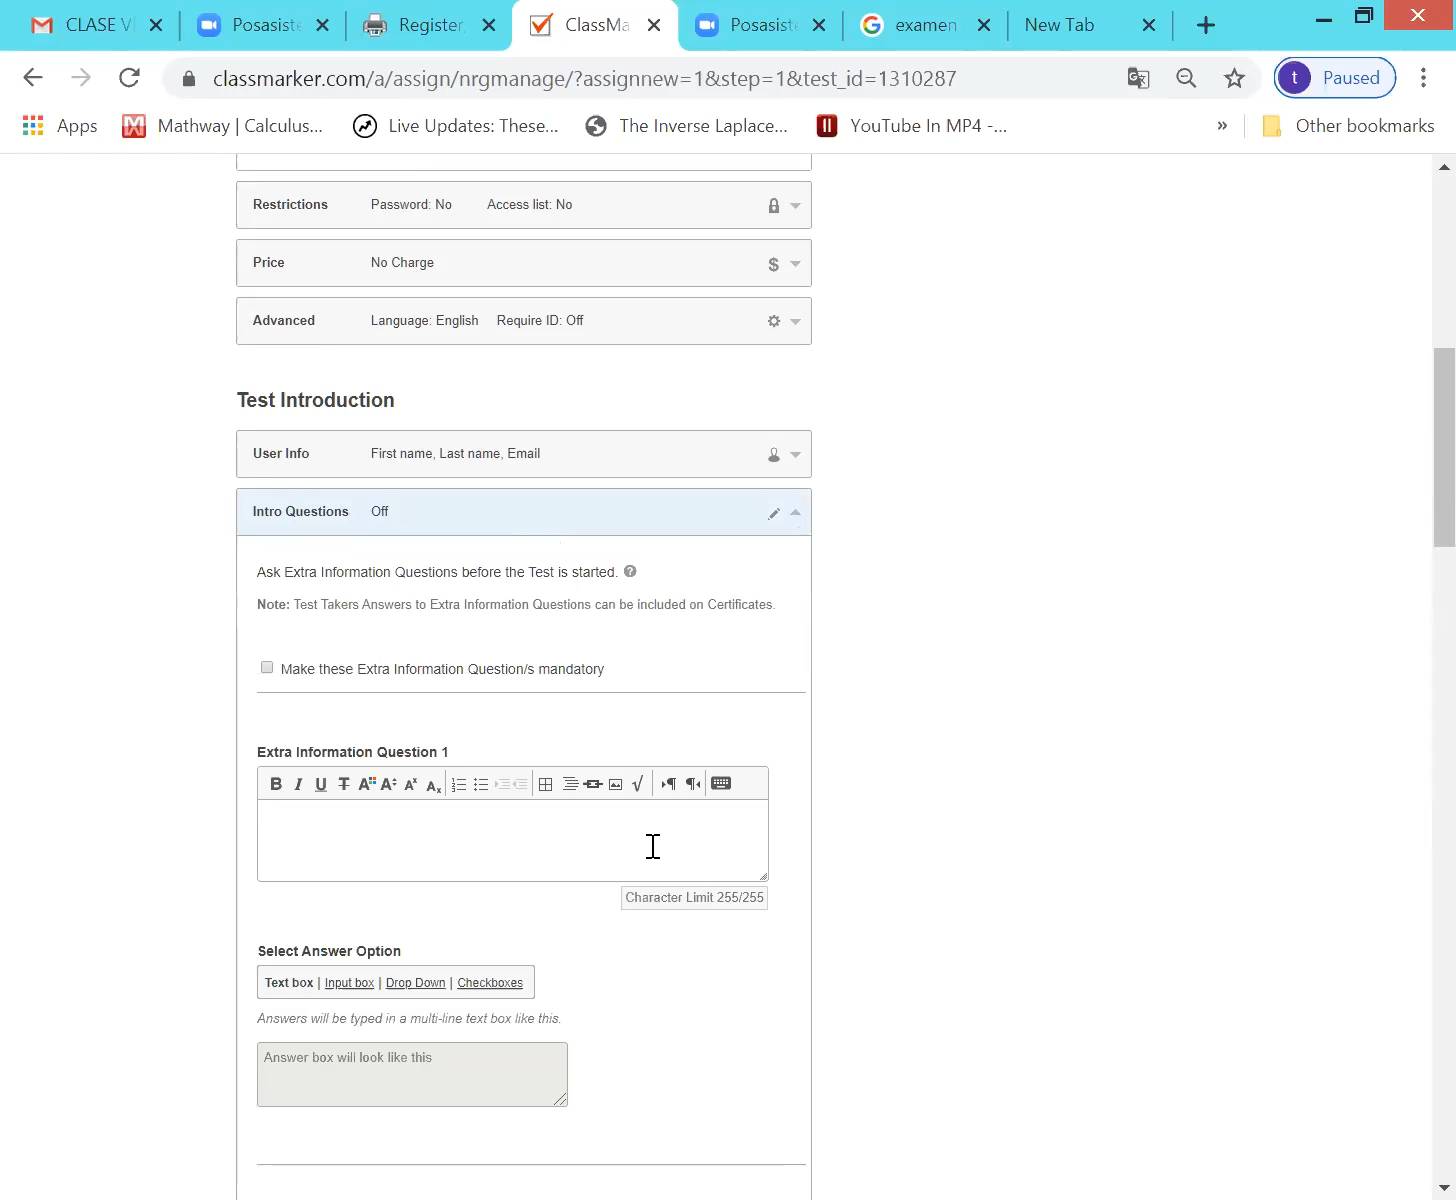 CLASE VI
Posasiste
Register,
ClassMa
Posasiste
examen
New Tab
classmarker.com/a/assign/nrgmanage/?assignnew=1&step=1&test_id=1310287
t Paused
Apps
Mathway | Calculus...
Live Updates: These...
The Inverse Laplace...
YouTube In MP4 -...
»
Other bookmarks
Restrictions Password: No Access list: No
Price No Charge $
Advanced Language: English Require ID: Off
Test Introduction
User Info First name, Last name, Email
Intro Questions Off
Ask Extra Information Questions before the Test is started. ?
Note: Test Takers Answers to Extra Information Questions can be included on Certificates.
Make these Extra Information Question/s mandatory
Extra Information Question 1
Character Limit 255/255
Select Answer Option
Text box | Input box | Drop Down | Checkboxes
Answers will be typed in a multi-line text box like this.
Answer box will look like this